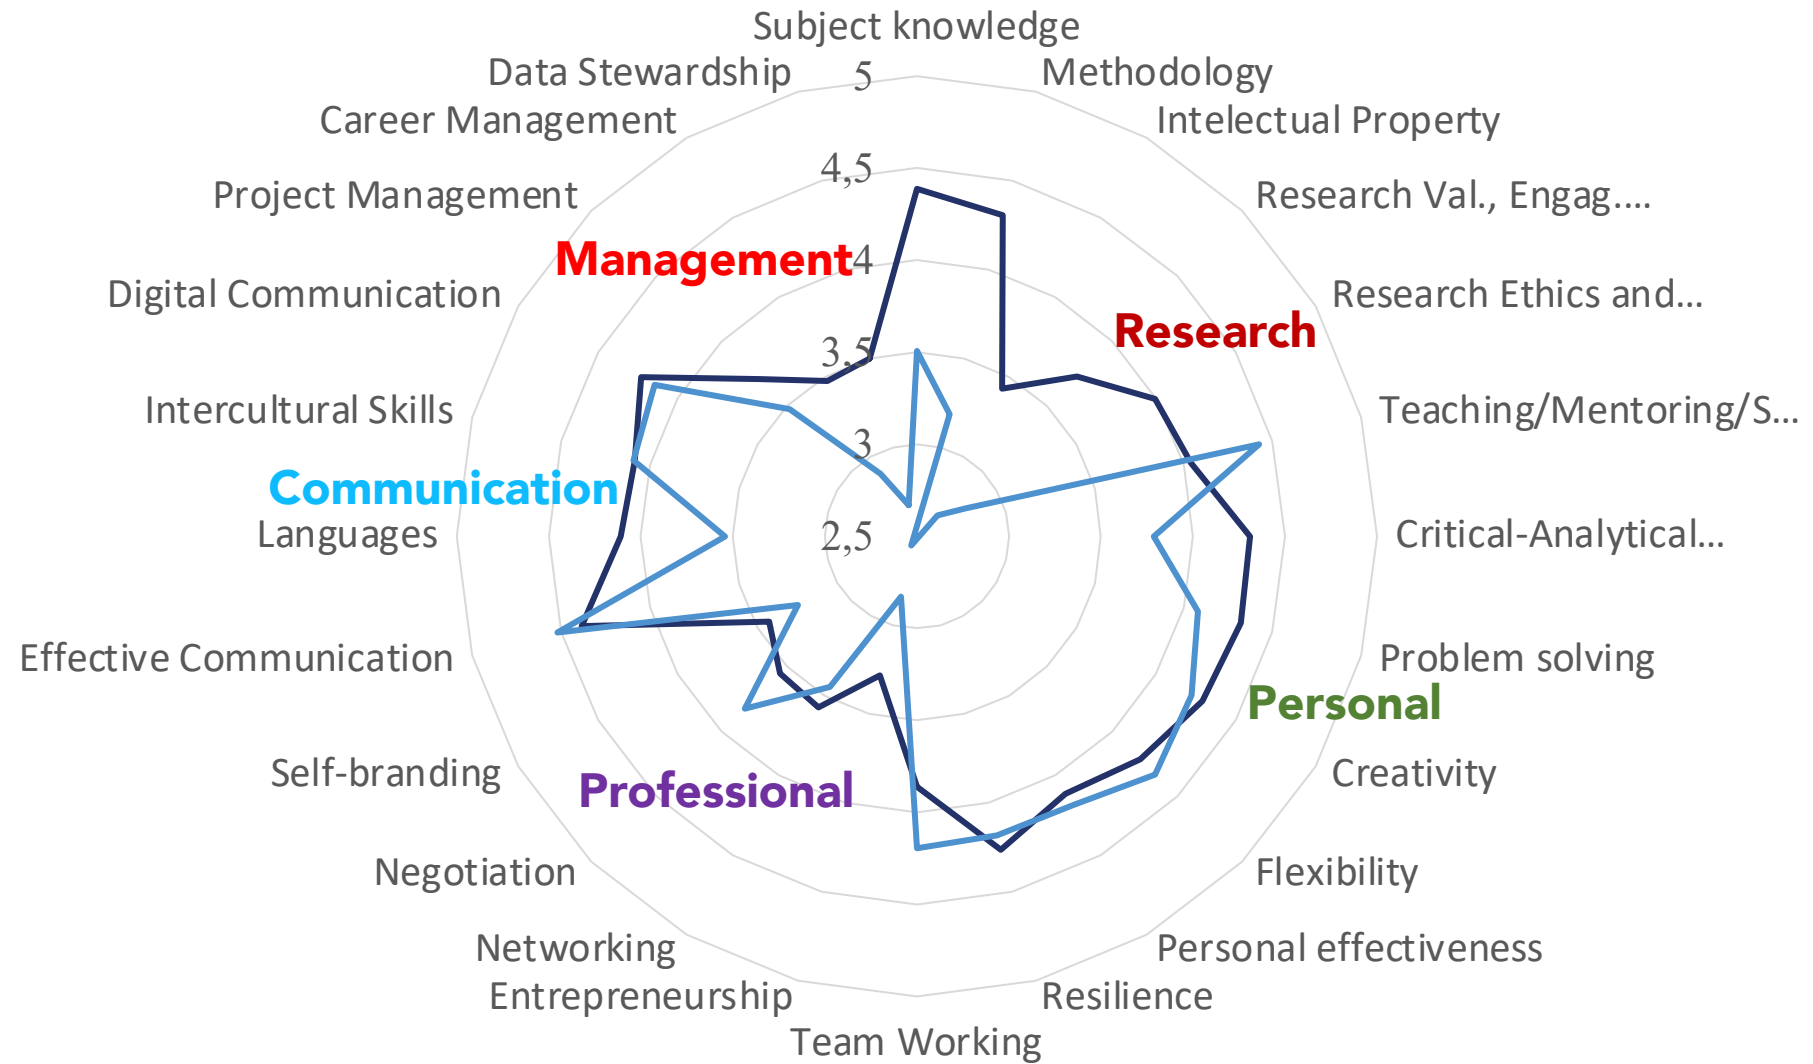 Subject knowledge
Data Stewardship
5
Methodology
Career Management
Intelectual Property
4,5
Project Management
Research Val., Engag....
Management
4
Digital Communication
Research Ethics and...
Research
3,5
Intercultural Skills
Teaching/Mentoring/S...
3
Communication
Languages
2,5
Critical-Analytical...
Effective Communication
Problem solving
Personal
Self-branding
Professional
Creativity
Negotiation
Flexibility
Networking
Personal effectiveness
Entrepreneurship
Resilience
Team Working